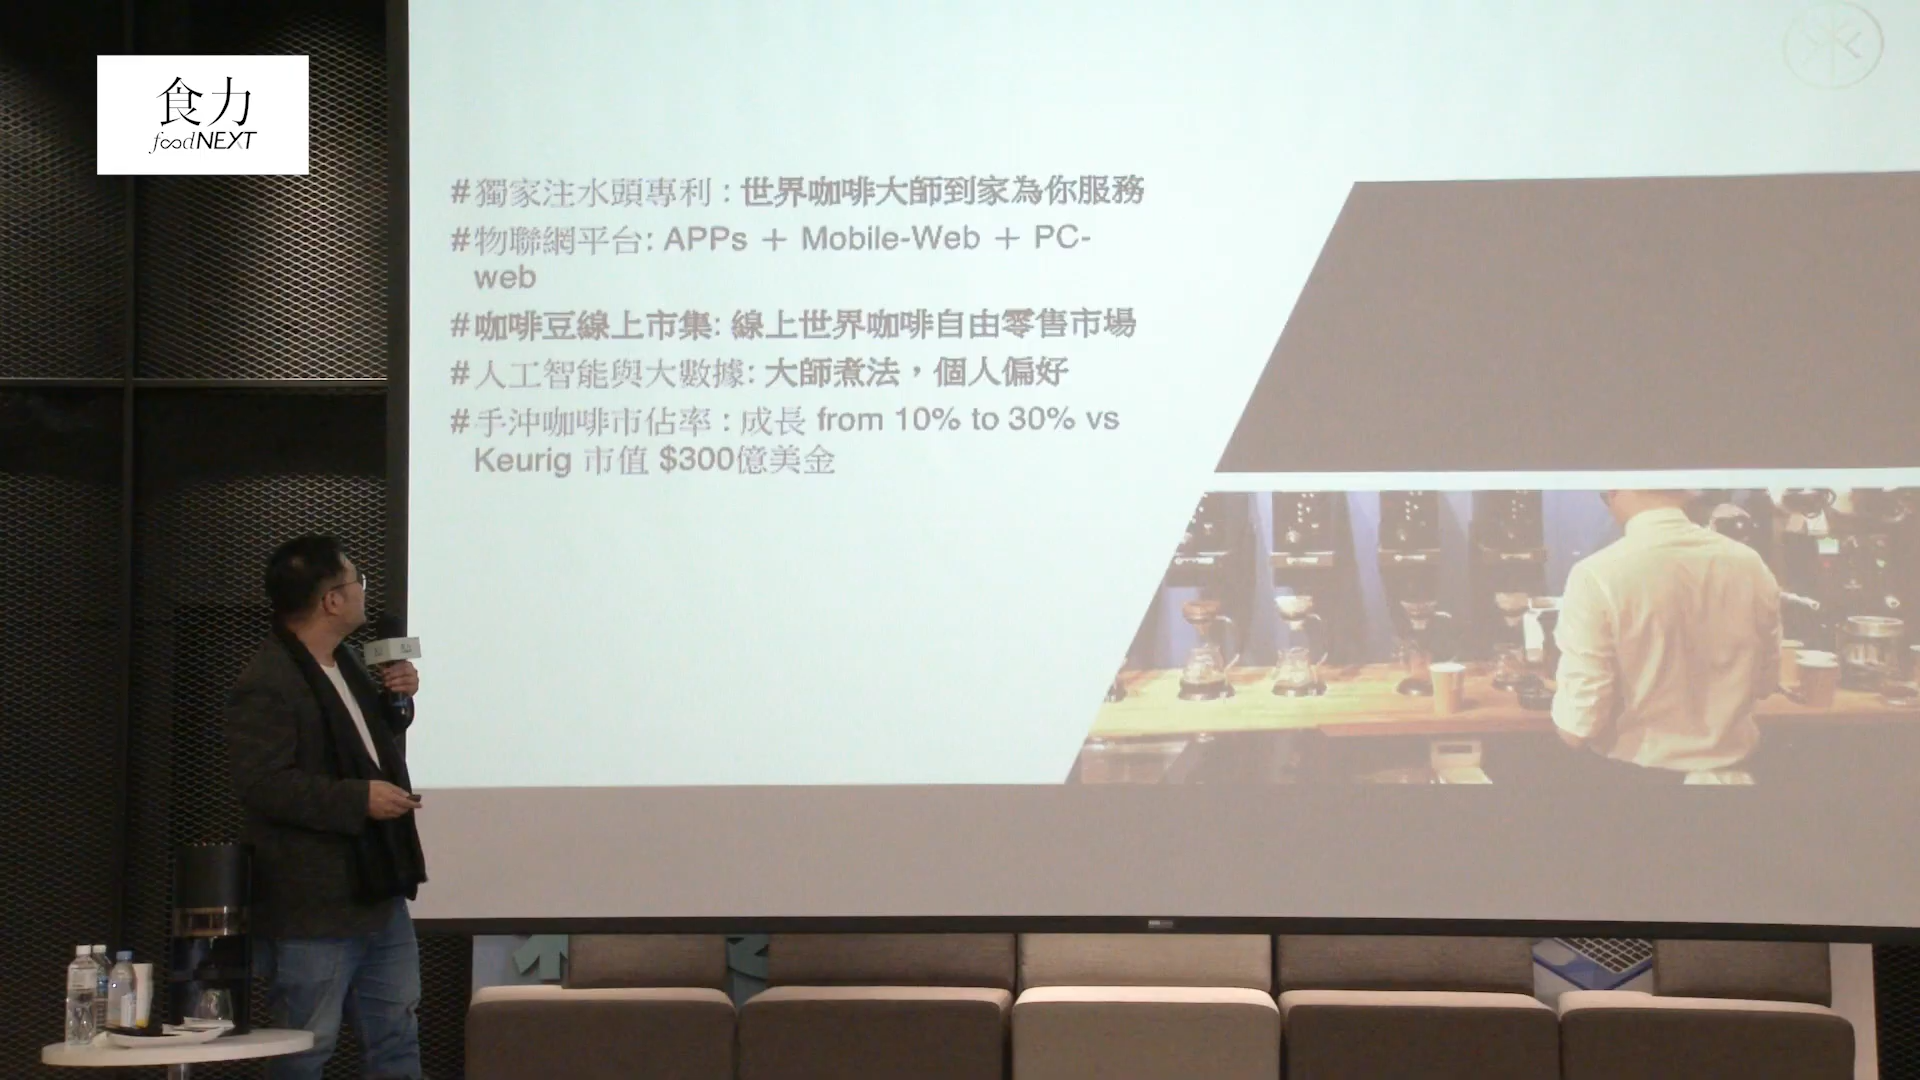 食力
foodNEXT
#獨家注水頭專利 : 世界咖啡大師到家為你服務
#物聯網平台: APPs ＋ Mobile-Web ＋ PC-
web
#咖啡豆線上市集: 線上世界咖啡自由零售市場
#人工智能與大數據: 大師煮法，個人偏好
#手沖咖啡市佔率 : 成長 from 10% to 30% vs
Keurig 市值 $300億美金